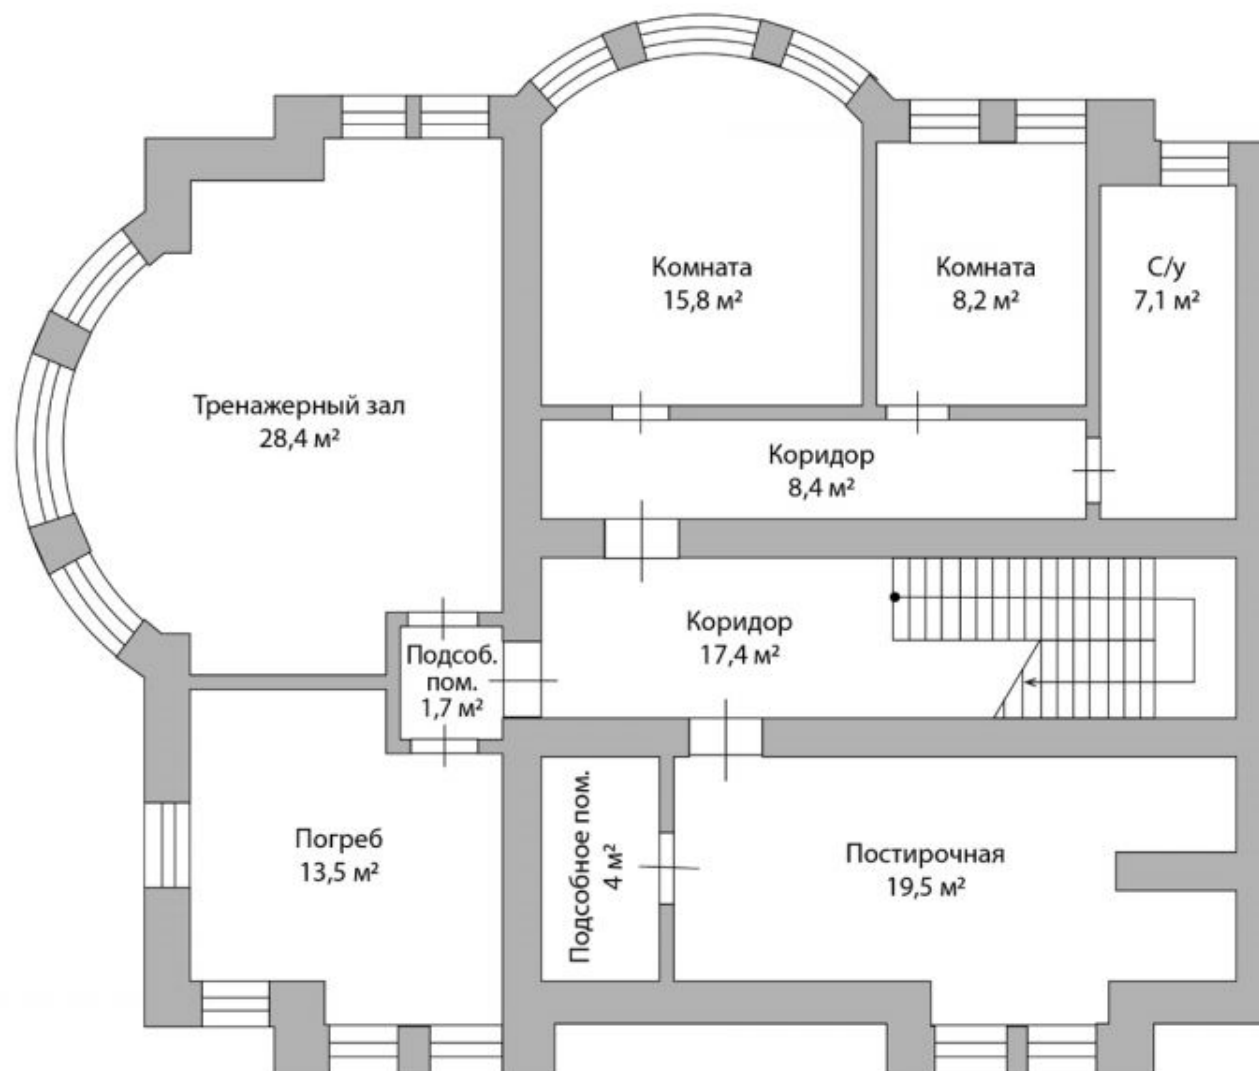 Комната
15,8 м²
Комната
8,2 м²
С/у
7,1 м²
Тренажерный зал
28,4 м²
Коридор
8,4 м²
Коридор
17,4 м²
Подсоб.
пом.
1,7 м²
Погреб
13,5 м²
Подсобное пом.
4 м²
Постирочная
19,5 м²